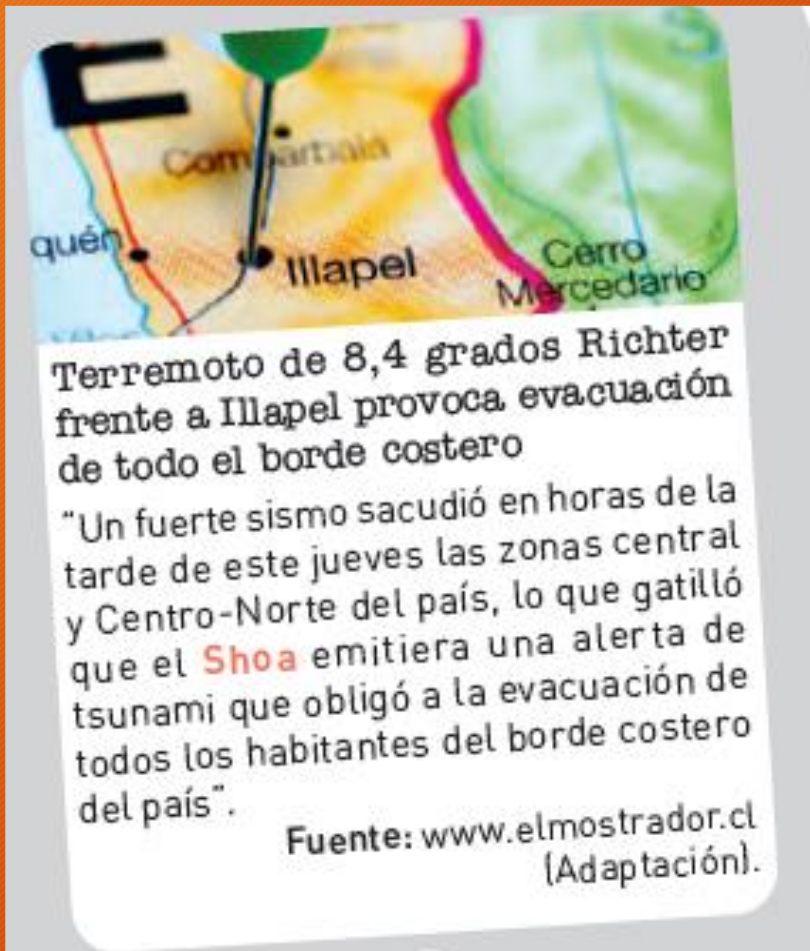 E
Combarbalá
quén
Illapel
Cerro
Mercedario
Terremoto de 8,4 grados Richter
frente a Illapel provoca evacuación
de todo el borde costero
“Un fuerte sismo sacudió en horas de la
tarde de este jueves las zonas central
y Centro-Norte del país, lo que gatilló
que el Shoa emitiera una alerta de
tsunami que obligó a la evacuación de
todos los habitantes del borde costero
del país”.
Fuente: www.elmostrador.cl
(Adaptación).